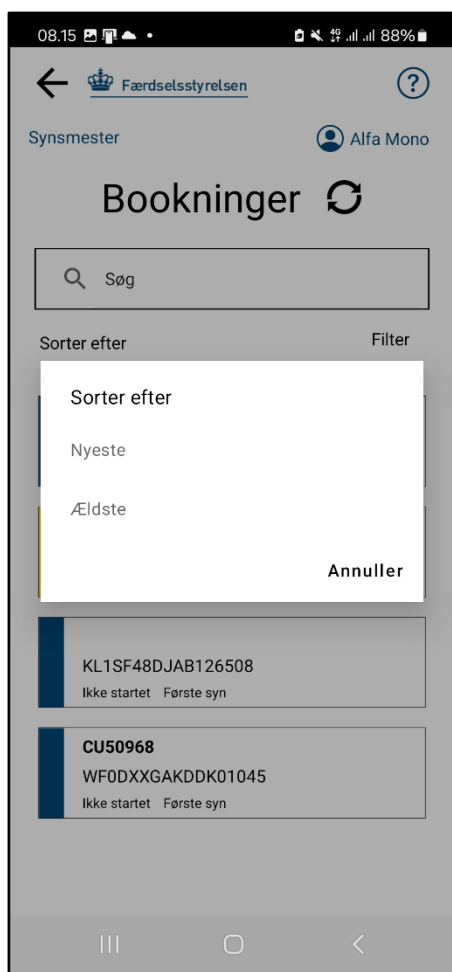 08.15 4G 88%
Færdselsstyrelsen ?
Synsmester Alfa Mono
Bookninger
Søg
Sorter efter Filter
Sorter efter
Nyeste
Ældste
Annuller
KL1SF48DJAB126508
Ikke startet Første syn
CU50968
WF0DXXGAKDDK01045
Ikke startet Første syn